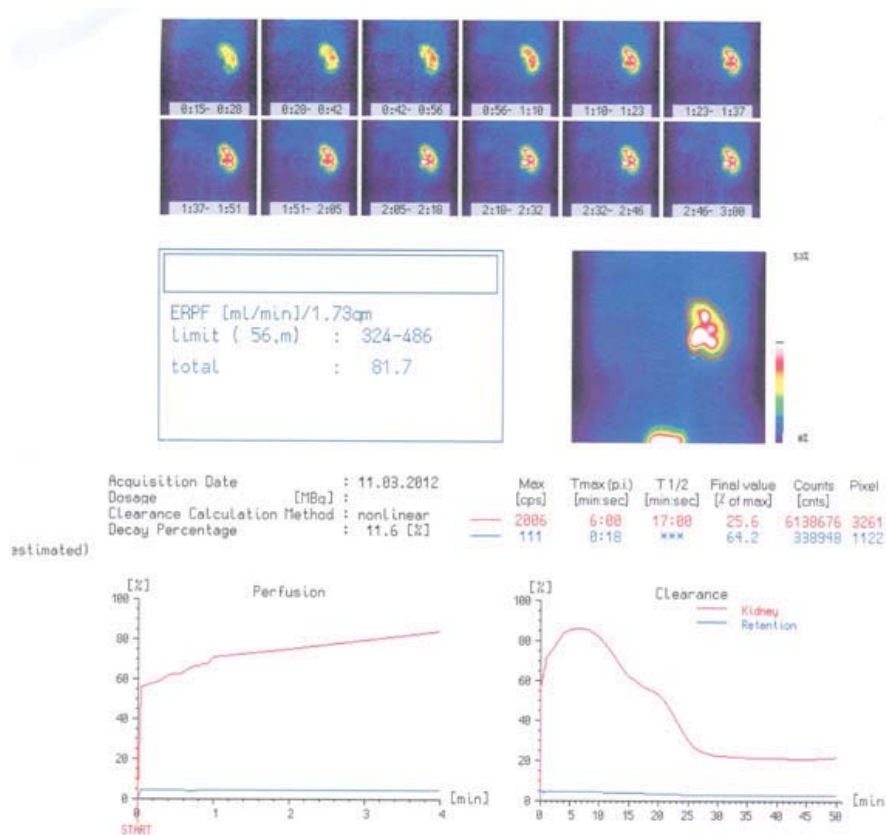 0:15- 0:28 0:28- 0:42 0:42- 0:56 0:56- 1:10 1:10- 1:23 1:23- 1:37
1:37- 1:51 1:51- 2:05 2:05- 2:18 2:18- 2:32 2:32- 2:46 2:46- 3:00
53%
0%
ERPF [ml/min]/1.73qm
limit ( 56.m) : 324-486
total : 81.7
Acquisition Date : 11.03.2012
Dosage [MBq] :
Clearance Calculation Method : nonlinear
Decay Percentage : 11.6 [%]
estimated)
Max Tmax (p.i.) T 1/2 Final value Counts Pixel
[cps] [min:sec] [min:sec] [% of max] [cnts]
2006 6:00 17:00 25.6 6138676 3261
111 0:18 *** 64.2 338948 1122
[%] Perfusion
100
80
60
40
20
0
0 1 2 3 4 [min]
START
[%] Clearance
Kidney
Retention
100
80
60
40
20
0
0 5 10 15 20 25 30 35 40 45 50 [min